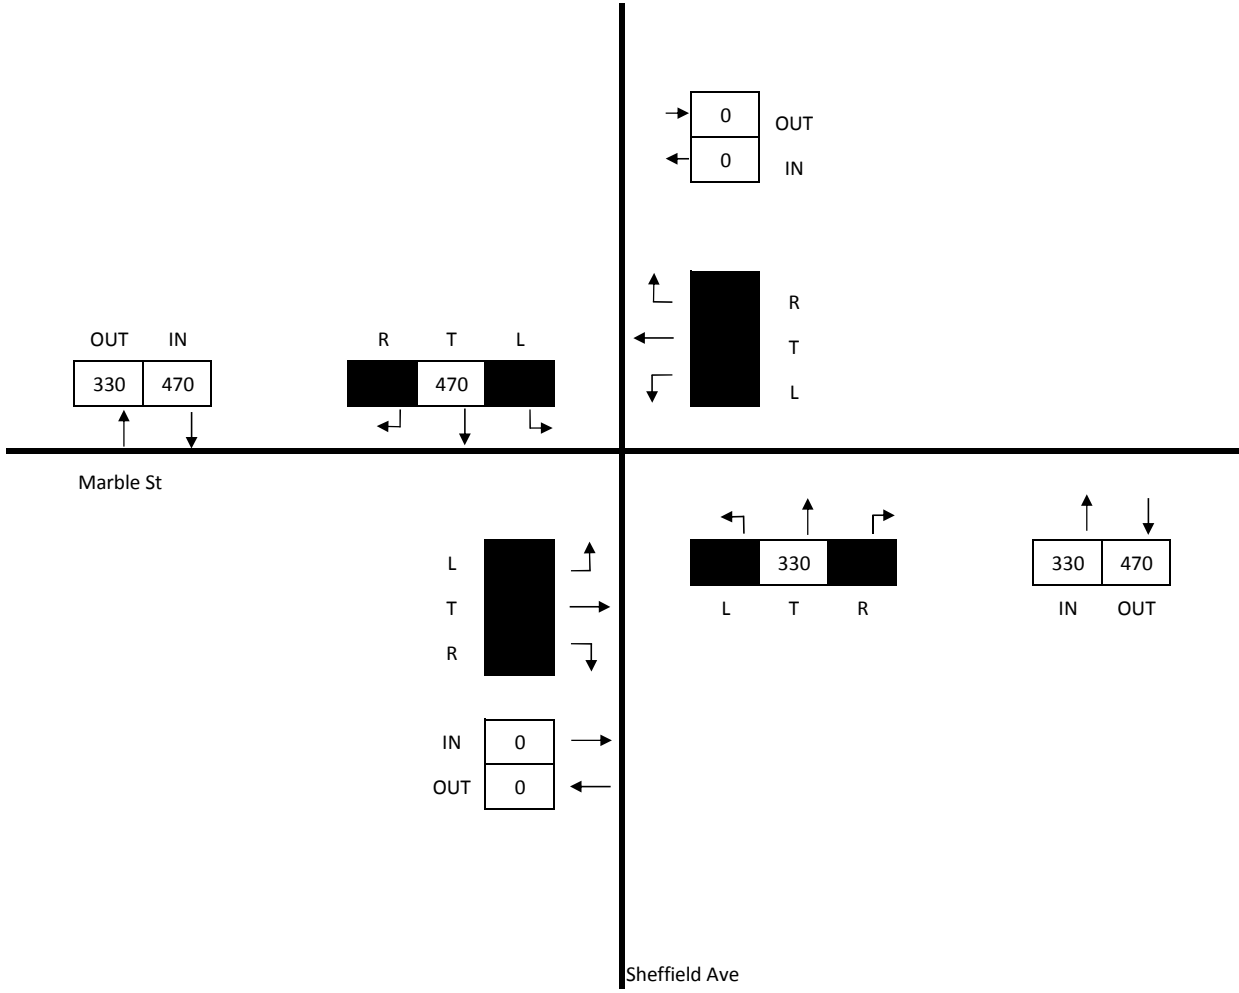 0 OUT
0 IN
R
OUT IN R T L T
330 470 470 L
Marble St
L 330 330 470
T L T R IN OUT
R
IN 0
OUT 0
Sheffield Ave